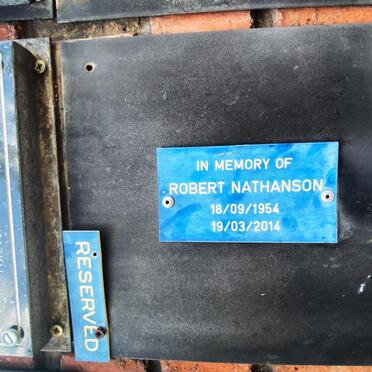 IN MEMORY OF
ROBERT NATHANSON
18/09/1954
19/03/2014
RESERVED